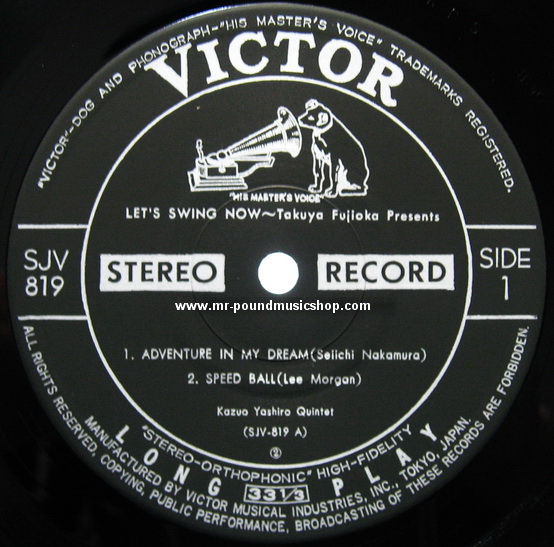 "VICTOR"-DOG AND PHONOGRAPH-"HIS MASTER'S VOICE" TRADEMARKS REGISTERED.
VICTOR
"HIS MASTER'S VOICE"
LET'S SWING NOW~Takuya Fujioka Presents
SJV
819
STEREO RECORD
SIDE
1
www.mr-poundmusicshop.com
1. ADVENTURE IN MY DREAM(Seiichi Nakamura)
2. SPEED BALL(Lee Morgan)
Kazuo Yashiro Quintet
(SJV-819 A)
②
"STEREO-ORTHOPHONIC" HIGH-FIDELITY
LONG 33 1/3 PLAY
MANUFACTURED BY VICTOR MUSICAL INDUSTRIES, INC., TOKYO, JAPAN.
ALL RIGHTS RESERVED, COPYING, PUBLIC PERFORMANCE, BROADCASTING OF THESE RECORDS ARE FORBIDDEN.